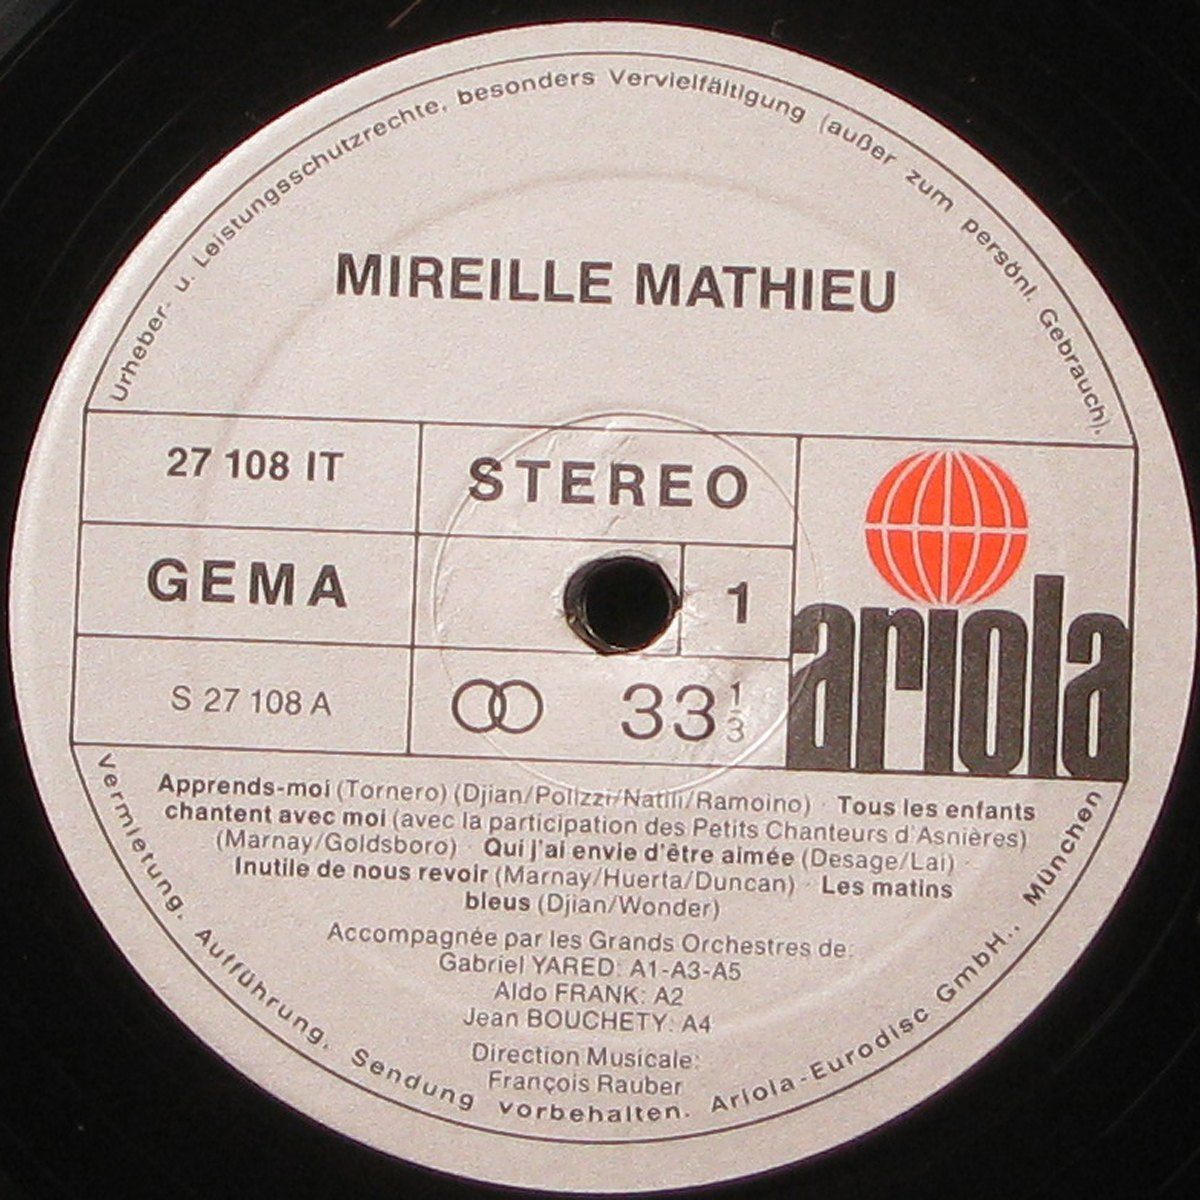 Urheber- u. Leistungsschutzrechte, besonders Vervielfältigung (außer zum persönl. Gebrauch).
MIREILLE MATHIEU
27 108 IT
STEREO
GEMA
1
S 27 108 A
33 1/3
ariola
Apprends-moi (Tornero) (Djian/Polizzi/Natili/Ramoino) · Tous les enfants
chantent avec moi (avec la participation des Petits Chanteurs d'Asnières)
(Marnay/Goldsboro) · Qui j'ai envie d'être aimée (Desage/Lai) ·
Inutile de nous revoir (Marnay/Huerta/Duncan) · Les matins
bleus (Djian/Wonder)
Accompagnée par les Grands Orchestres de:
Gabriel YARED: A1-A3-A5
Aldo FRANK: A2
Jean BOUCHETY: A4
Direction Musicale:
François Rauber
Vermietung. Aufführung. Sendung vorbehalten. Ariola-Eurodisc GmbH., München